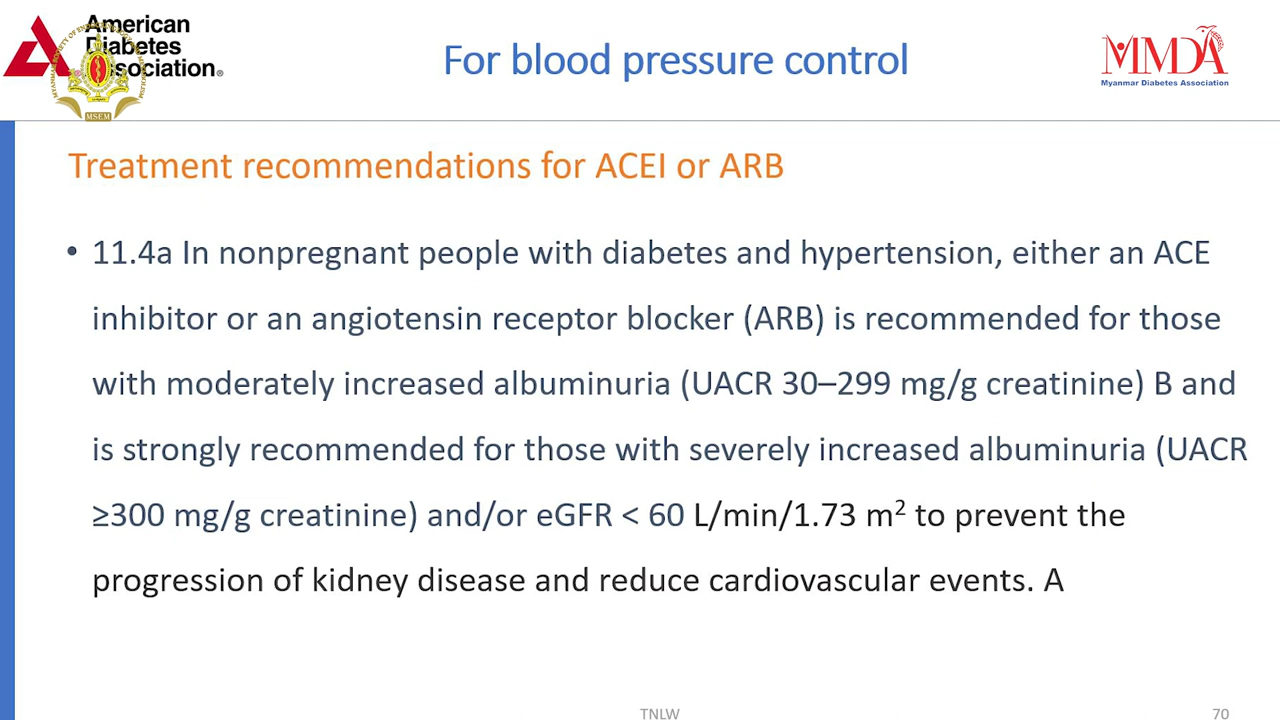 American
Diabetes
Association.
MSEM
For blood pressure control
MMDA
Myanmar Diabetes Association
Treatment recommendations for ACEI or ARB
• 11.4a In nonpregnant people with diabetes and hypertension, either an ACE
inhibitor or an angiotensin receptor blocker (ARB) is recommended for those
with moderately increased albuminuria (UACR 30–299 mg/g creatinine) B and
is strongly recommended for those with severely increased albuminuria (UACR
≥300 mg/g creatinine) and/or eGFR < 60 L/min/1.73 m² to prevent the
progression of kidney disease and reduce cardiovascular events. A
TNLW
70